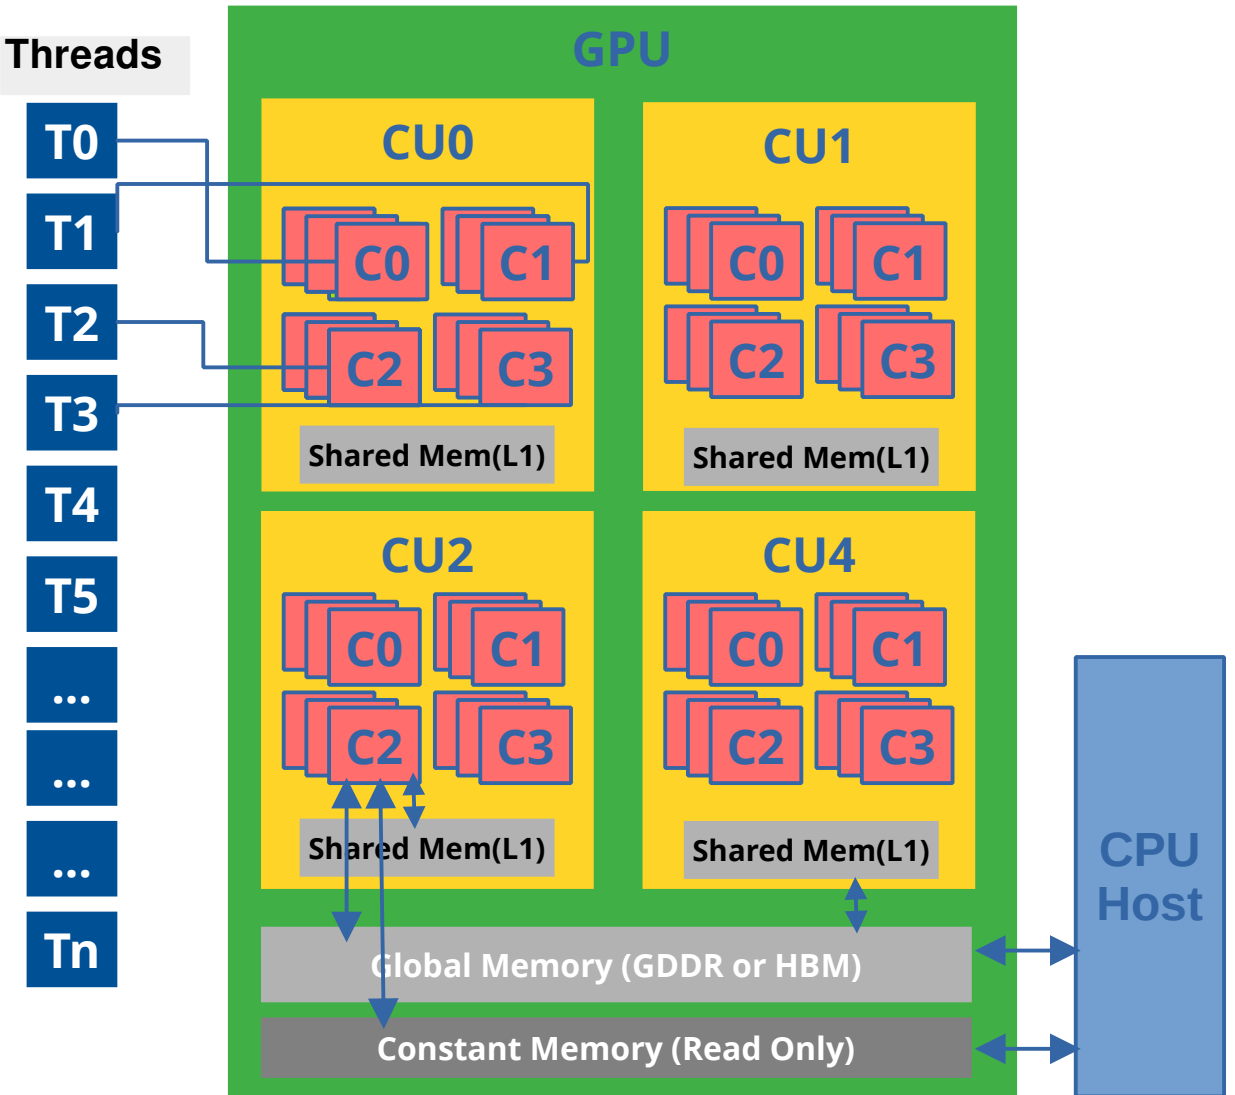 Threads
T0
T1
T2
T3
T4
T5
...
...
...
Tn
GPU
CU0
C0
C1
C2
C3
Shared Mem(L1)
CU1
C0
C1
C2
C3
Shared Mem(L1)
CU2
C0
C1
C2
C3
Shared Mem(L1)
CU4
C0
C1
C2
C3
Shared Mem(L1)
Global Memory (GDDR or HBM)
Constant Memory (Read Only)
CPU
Host